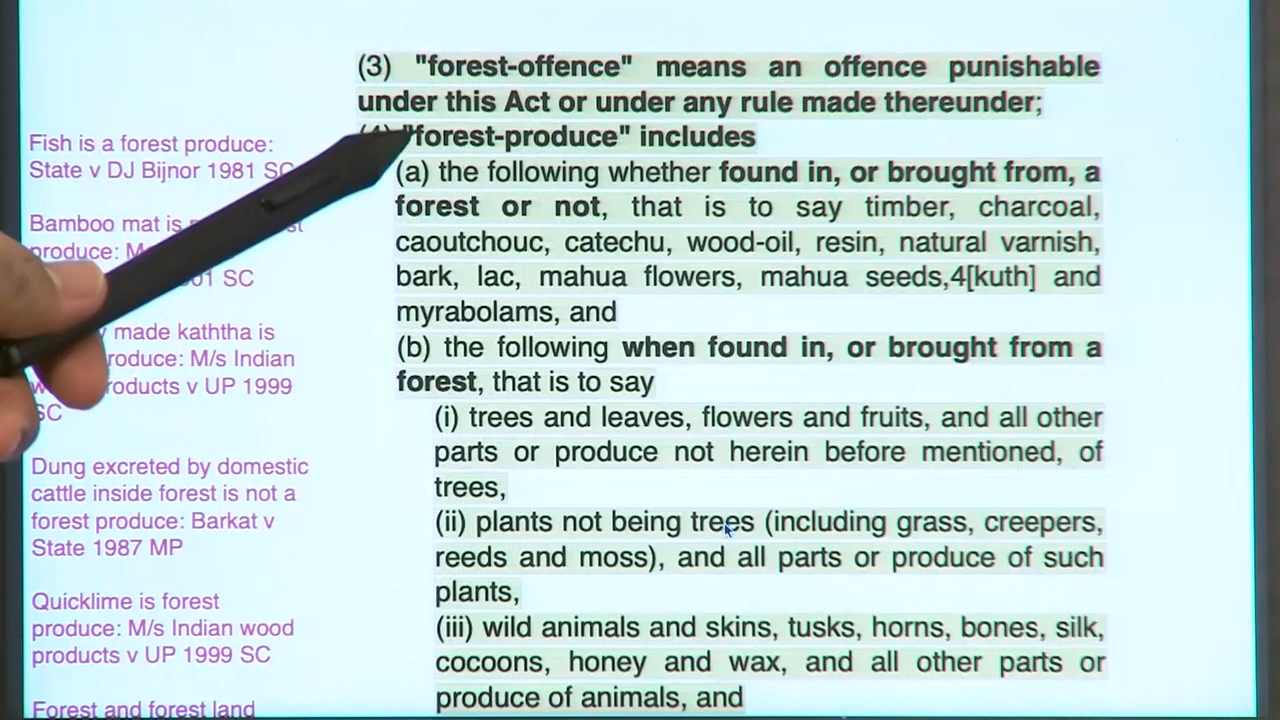 (3) "forest-offence" means an offence punishable
under this Act or under any rule made thereunder;
"forest-produce" includes
(a) the following whether found in, or brought from, a
forest or not, that is to say timber, charcoal,
caoutchouc, catechu, wood-oil, resin, natural varnish,
bark, lac, mahua flowers, mahua seeds,4[kuth] and
myrabolams, and
(b) the following when found in, or brought from a
forest, that is to say
(i) trees and leaves, flowers and fruits, and all other
parts or produce not herein before mentioned, of
trees,
(ii) plants not being trees (including grass, creepers,
reeds and moss), and all parts or produce of such
plants,
(iii) wild animals and skins, tusks, horns, bones, silk,
cocoons, honey and wax, and all other parts or
produce of animals, and
Fish is a forest produce:
State v DJ Bijnor 1981 SC
Bamboo mat is
produce:
SC
made kaththa is
M/s Indian
v UP 1999
SC
Dung excreted by domestic
cattle inside forest is not a
forest produce: Barkat v
State 1987 MP
Quicklime is forest
produce: M/s Indian wood
products v UP 1999 SC
Forest and forest land